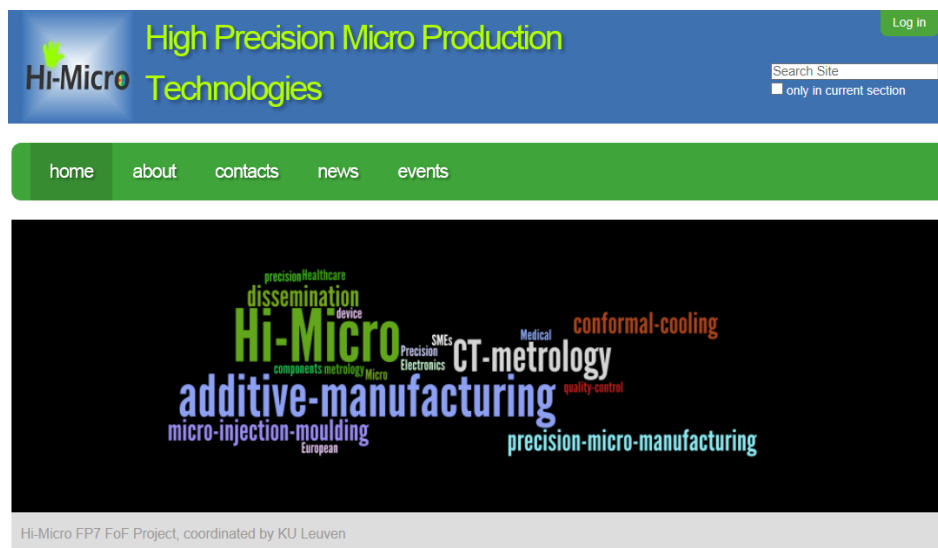 Hi-Micro
High Precision Micro Production
Technologies
Log in
Search Site
only in current section
home about contacts news events
precision Healthcare
dissemination
device
Hi-Micro
SMEs
Medical
conformal-cooling
Precision
CT-metrology
Electronics
components metrology Micro
quality-control
additive-manufacturing
micro-injection-moulding
European
precision-micro-manufacturing
Hi-Micro FP7 FoF Project, coordinated by KU Leuven